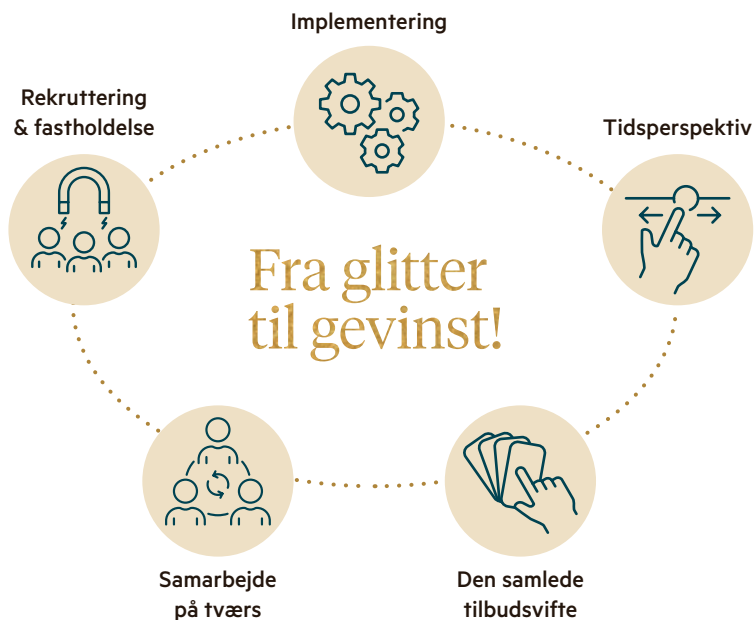 Implementering
Rekruttering
& fastholdelse
Tidsperspektiv
Fra glitter
til gevinst!
Samarbejde
på tværs
Den samlede
tilbudsvifte